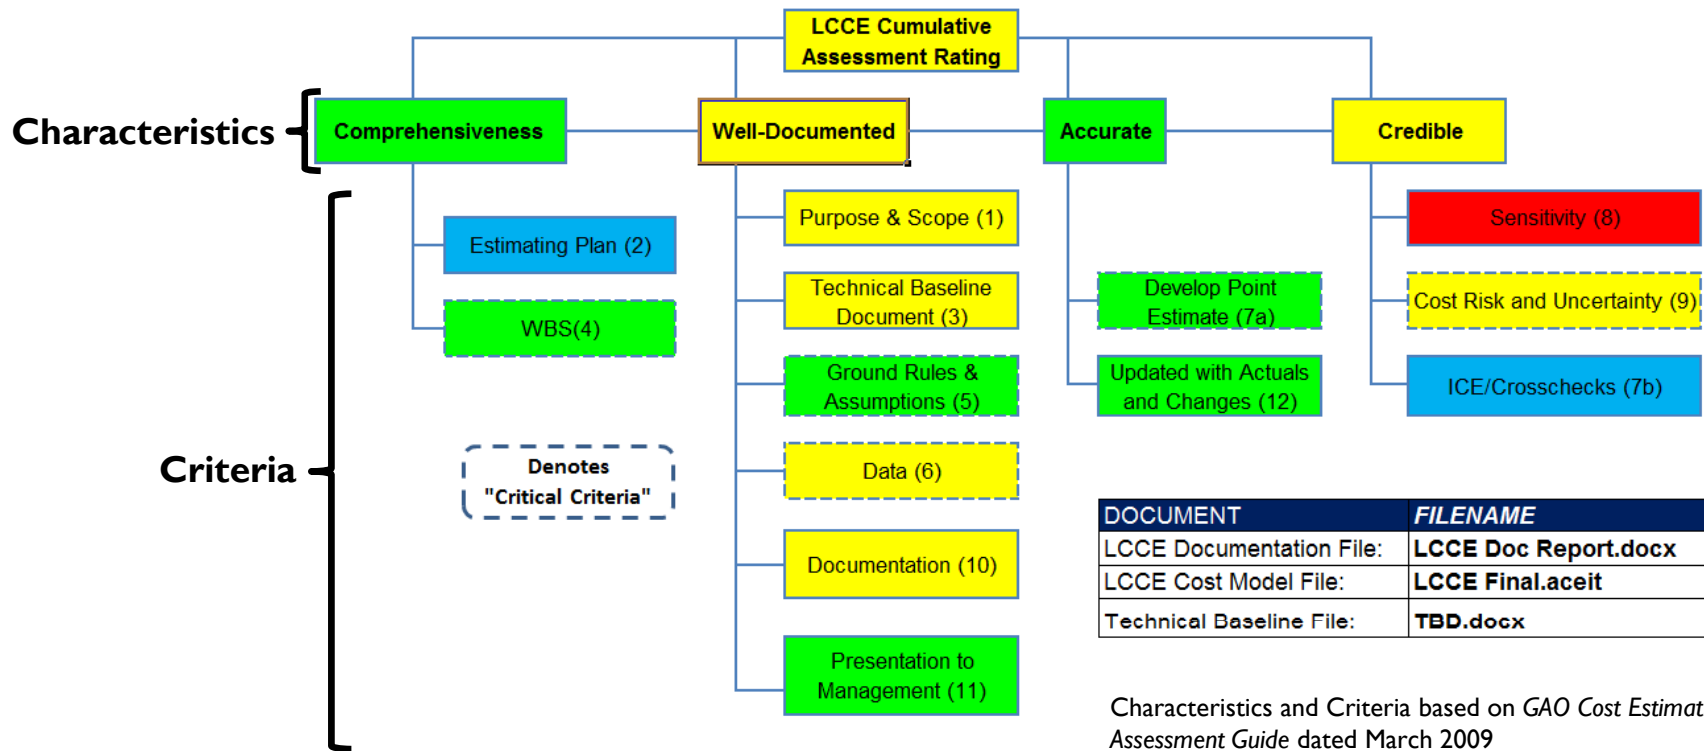 LCCE Cumulative
Assessment Rating
Characteristics
Comprehensiveness
Well-Documented
Accurate
Credible
Criteria
Estimating Plan (2)
WBS(4)
Denotes
"Critical Criteria"
Purpose & Scope (1)
Technical Baseline
Document (3)
Ground Rules &
Assumptions (5)
Data (6)
Documentation (10)
Presentation to
Management (11)
Develop Point
Estimate (7a)
Updated with Actuals
and Changes (12)
Sensitivity (8)
Cost Risk and Uncertainty (9)
ICE/Crosschecks (7b)
DOCUMENT FILENAME
LCCE Documentation File: LCCE Doc Report.docx
LCCE Cost Model File: LCCE Final.aceit
Technical Baseline File: TBD.docx
Characteristics and Criteria based on GAO Cost Estimat
Assessment Guide dated March 2009